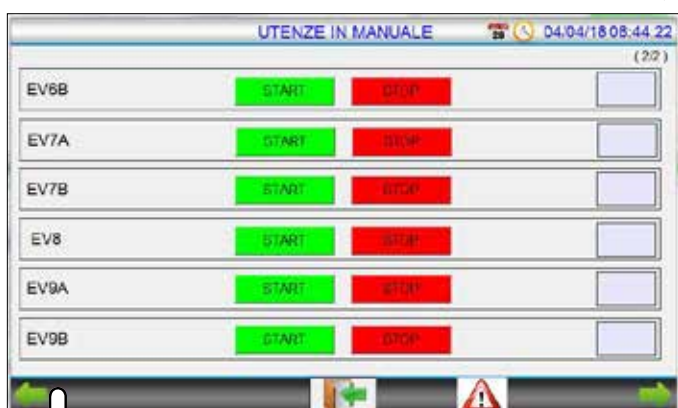 UTENZE IN MANUALE 04/04/18 08:44:22
(2/2)
EV6B START STOP
EV7A START STOP
EV7B START STOP
EV8 START STOP
EV9A START STOP
EV9B START STOP